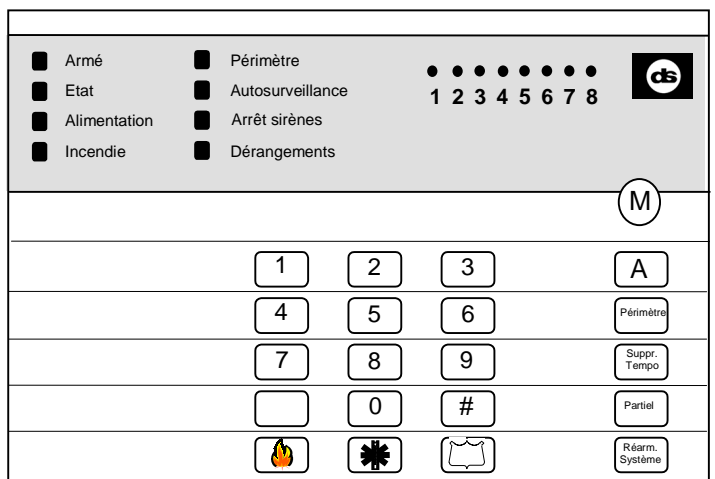 Armé Périmètre
Etat Autosurveillance
Alimentation Arrêt sirènes
Incendie Dérangements
1 2 3 4 5 6 7 8
ds
M
1 2 3 A
4 5 6 Périmètre
7 8 9 Suppr.
Tempo
0 # Partiel
Réarm.
Système